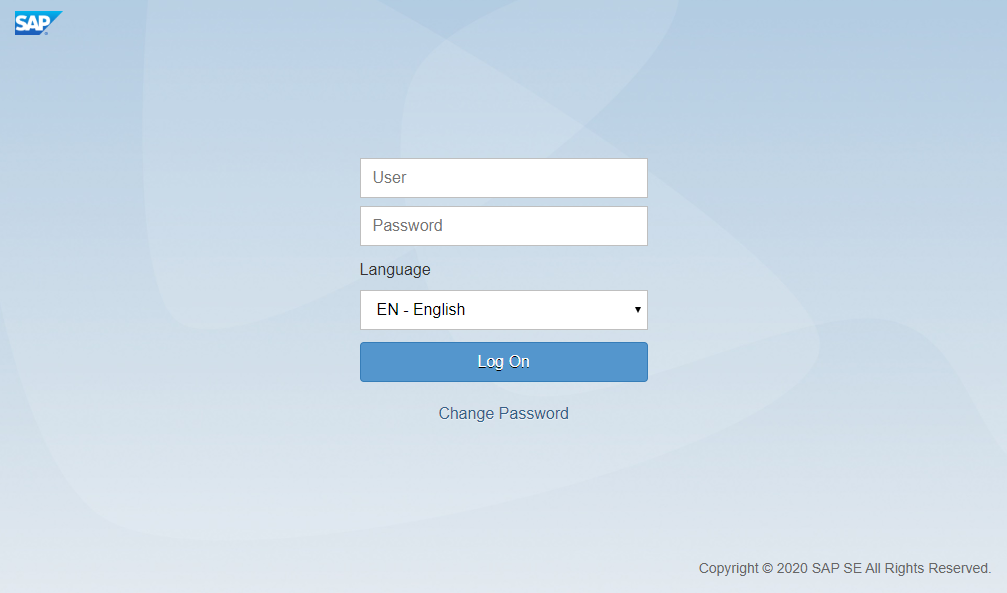 SAP
User
Password
Language
EN - English
Log On
Change Password
Copyright © 2020 SAP SE All Rights Reserved.